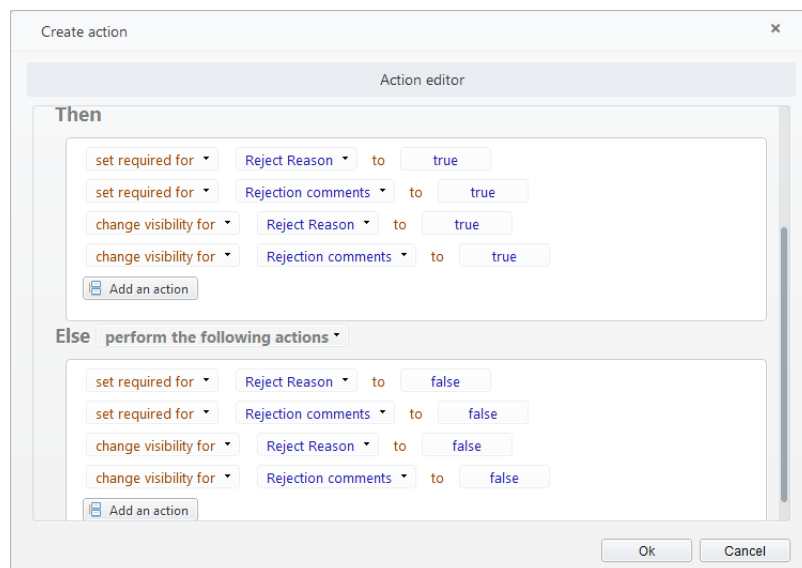 Create action
Action editor
Then
set required for Reject Reason to true
set required for Rejection comments to true
change visibility for Reject Reason to true
change visibility for Rejection comments to true
Add an action
Else perform the following actions
set required for Reject Reason to false
set required for Rejection comments to false
change visibility for Reject Reason to false
change visibility for Rejection comments to false
Add an action
Ok Cancel